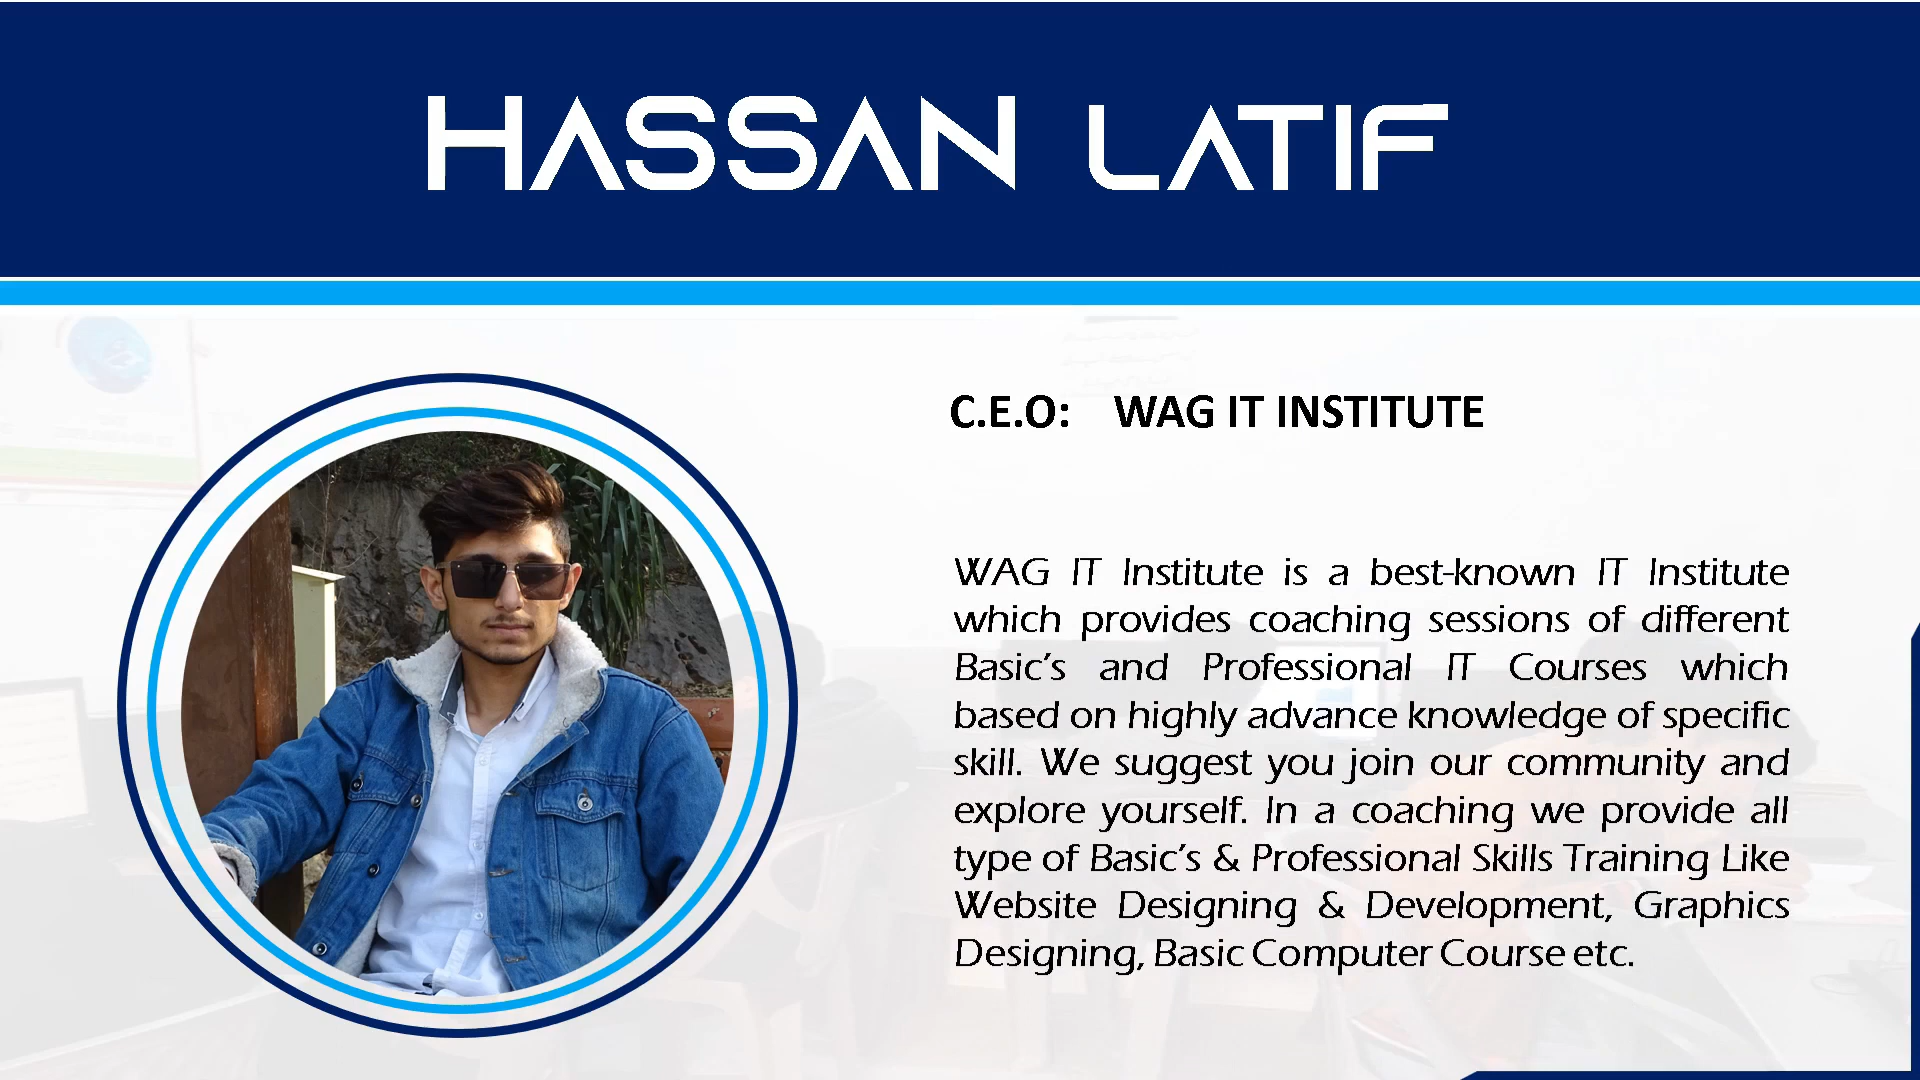 HASSAN LATIF
C.E.O: WAG IT INSTITUTE
WAG IT Institute is a best-known IT Institute
which provides coaching sessions of different
Basic’s and Professional IT Courses which
based on highly advance knowledge of specific
skill. We suggest you join our community and
explore yourself. In a coaching we provide all
type of Basic’s & Professional Skills Training Like
Website Designing & Development, Graphics
Designing, Basic Computer Course etc.